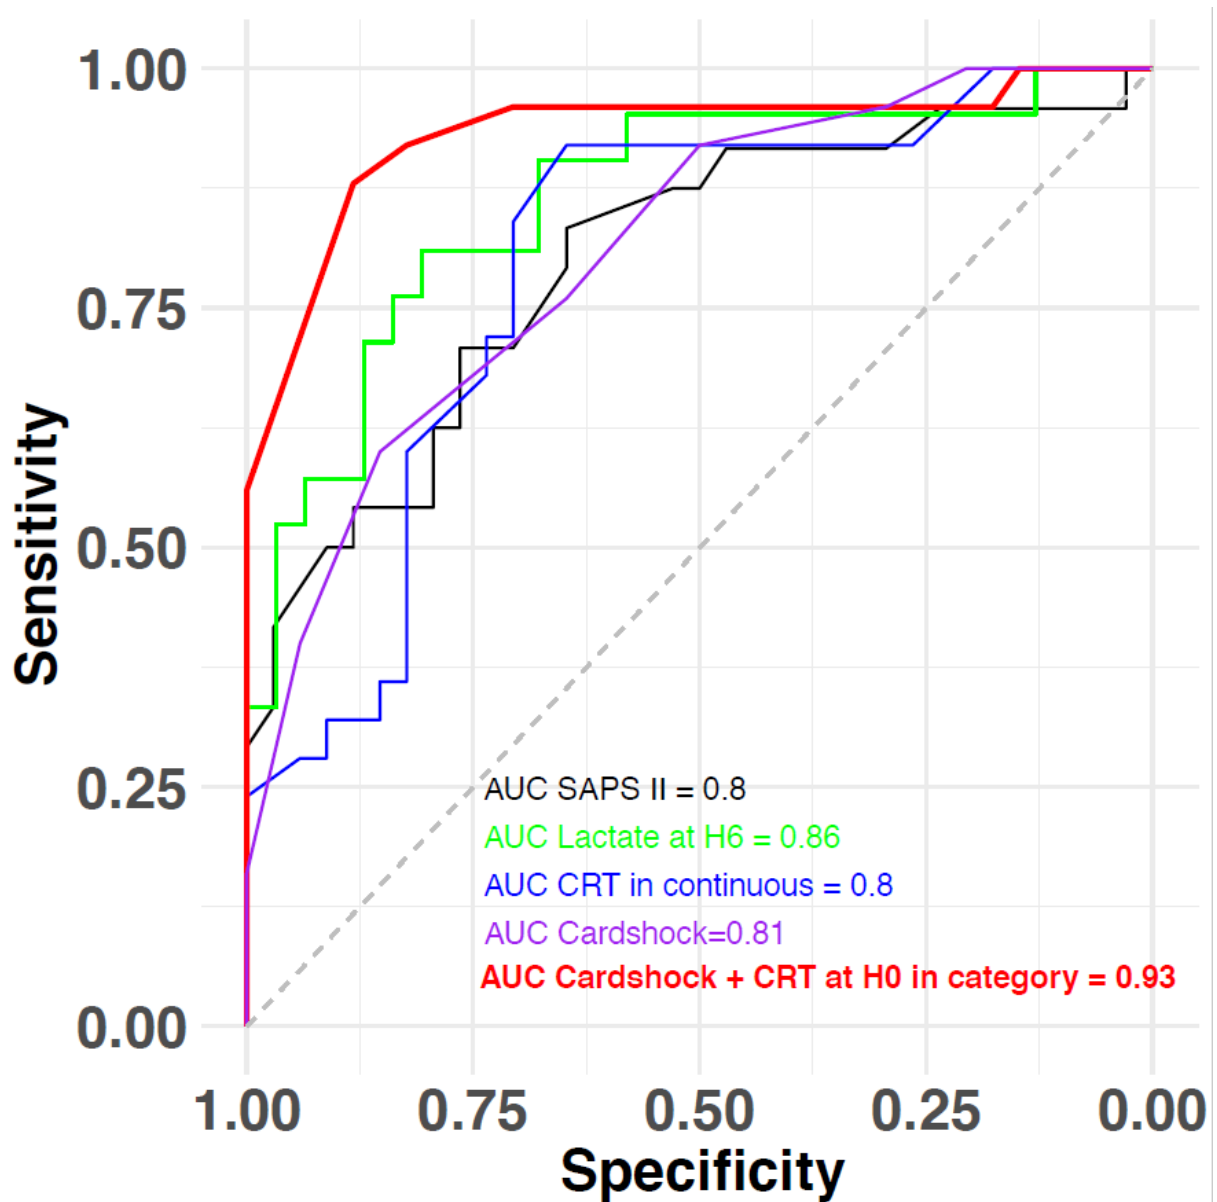 1.00
0.75
0.50
0.25
0.00
Sensitivity
AUC SAPS II = 0.8
AUC Lactate at H6 = 0.86
AUC CRT in continuous = 0.8
AUC Cardshock=0.81
AUC Cardshock + CRT at H0 in category = 0.93
1.00 0.75 0.50 0.25 0.00
Specificity